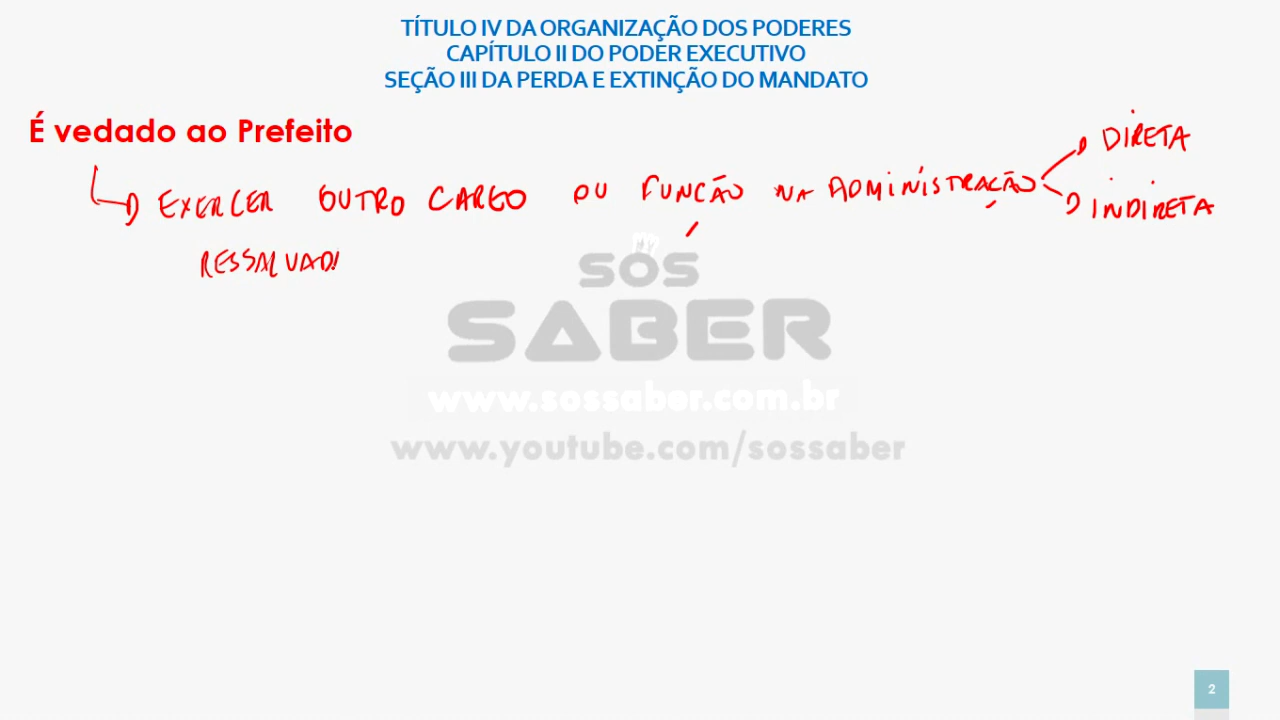 TÍTULO IV DA ORGANIZAÇÃO DOS PODERES
CAPÍTULO II DO PODER EXECUTIVO
SEÇÃO III DA PERDA E EXTINÇÃO DO MANDATO
É vedado ao Prefeito
EXERCER OUTRO CARGO OU FUNÇÃO NA ADMINISTRAÇÃO
DIRETA
INDIRETA
RESSALVAD
SOS
SABER
www.sossaber.com.br
www.youtube.com/sossaber
2